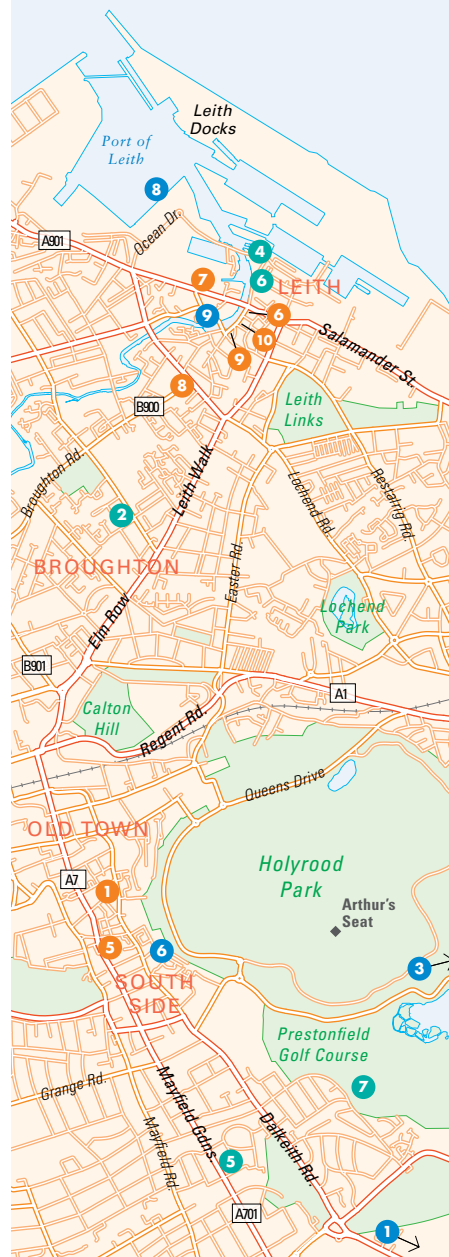 Leith
Docks
Port of
Leith
8
Ocean Dr.
A901
4
7
6
LEITH
9
6
10
Salamander St.
9
8
B900
Leith
Links
Broughton Rd.
Leith Walk
Lochend Rd.
Restalrig Rd.
2
Easter Rd.
BROUGHTON
Elm Row
Lochend
Park
B901
A1
Calton
Hill
Regent Rd.
Queens Drive
OLD TOWN
Holyrood
Park
A7
1
Arthur's
Seat
5
6
3
SOUTH
SIDE
Prestonfield
Golf Course
Grange Rd.
7
Mayfield Gdns
Mayfield Rd.
Dalkeith Rd.
5
A701
1